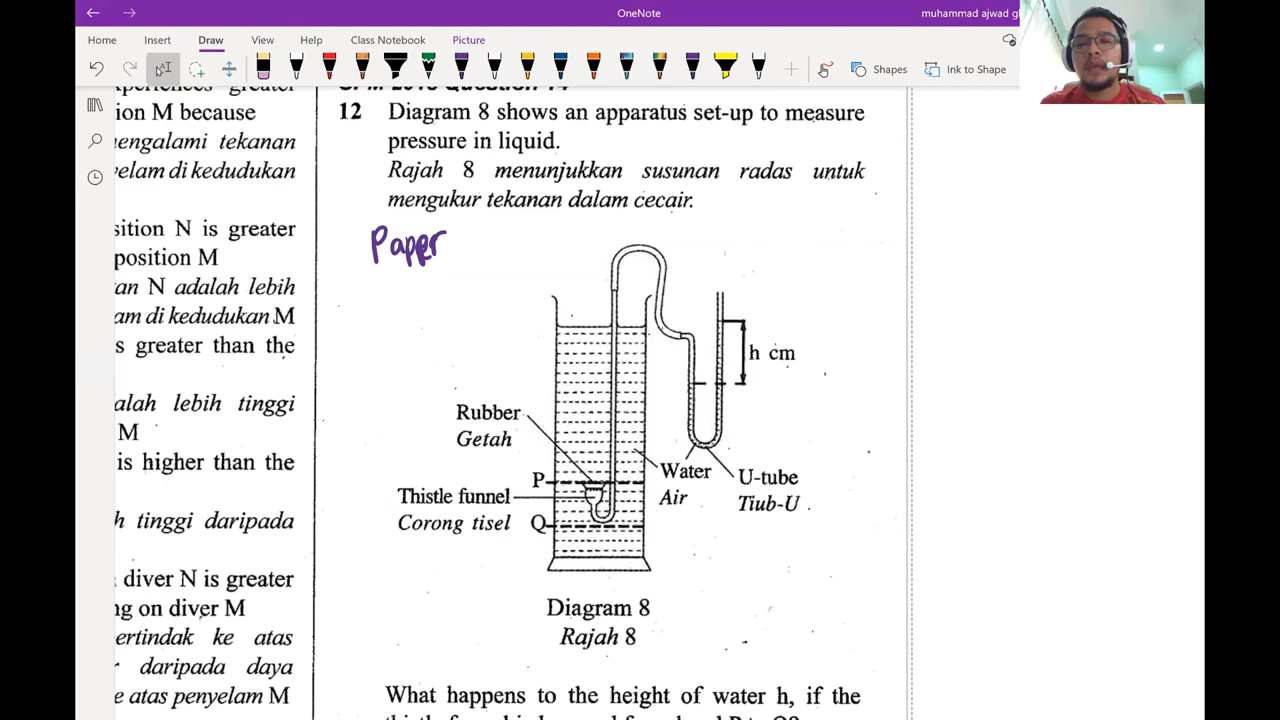 OneNote
muhammad ajwad gh
Home Insert Draw View Help Class Notebook Picture
Shapes Ink to Shape
ion M because
engalami tekanan
elam di kedudukan
sition N is greater
position M
an N adalah lebih
am di kedudukan M
s greater than the
alah lebih tinggi
M
is higher than the
h tinggi daripada
diver N is greater
ng on diver M
ertindak ke atas
r daripada daya
e atas penyelam M
12 Diagram 8 shows an apparatus set-up to measure
pressure in liquid.
Rajah 8 menunjukkan susunan radas untuk
mengukur tekanan dalam cecair.
Paper
h cm
Rubber
Getah
P
Water
Air
U-tube
Tiub-U
Thistle funnel
Corong tisel
Q
Diagram 8
Rajah 8
What happens to the height of water h, if the